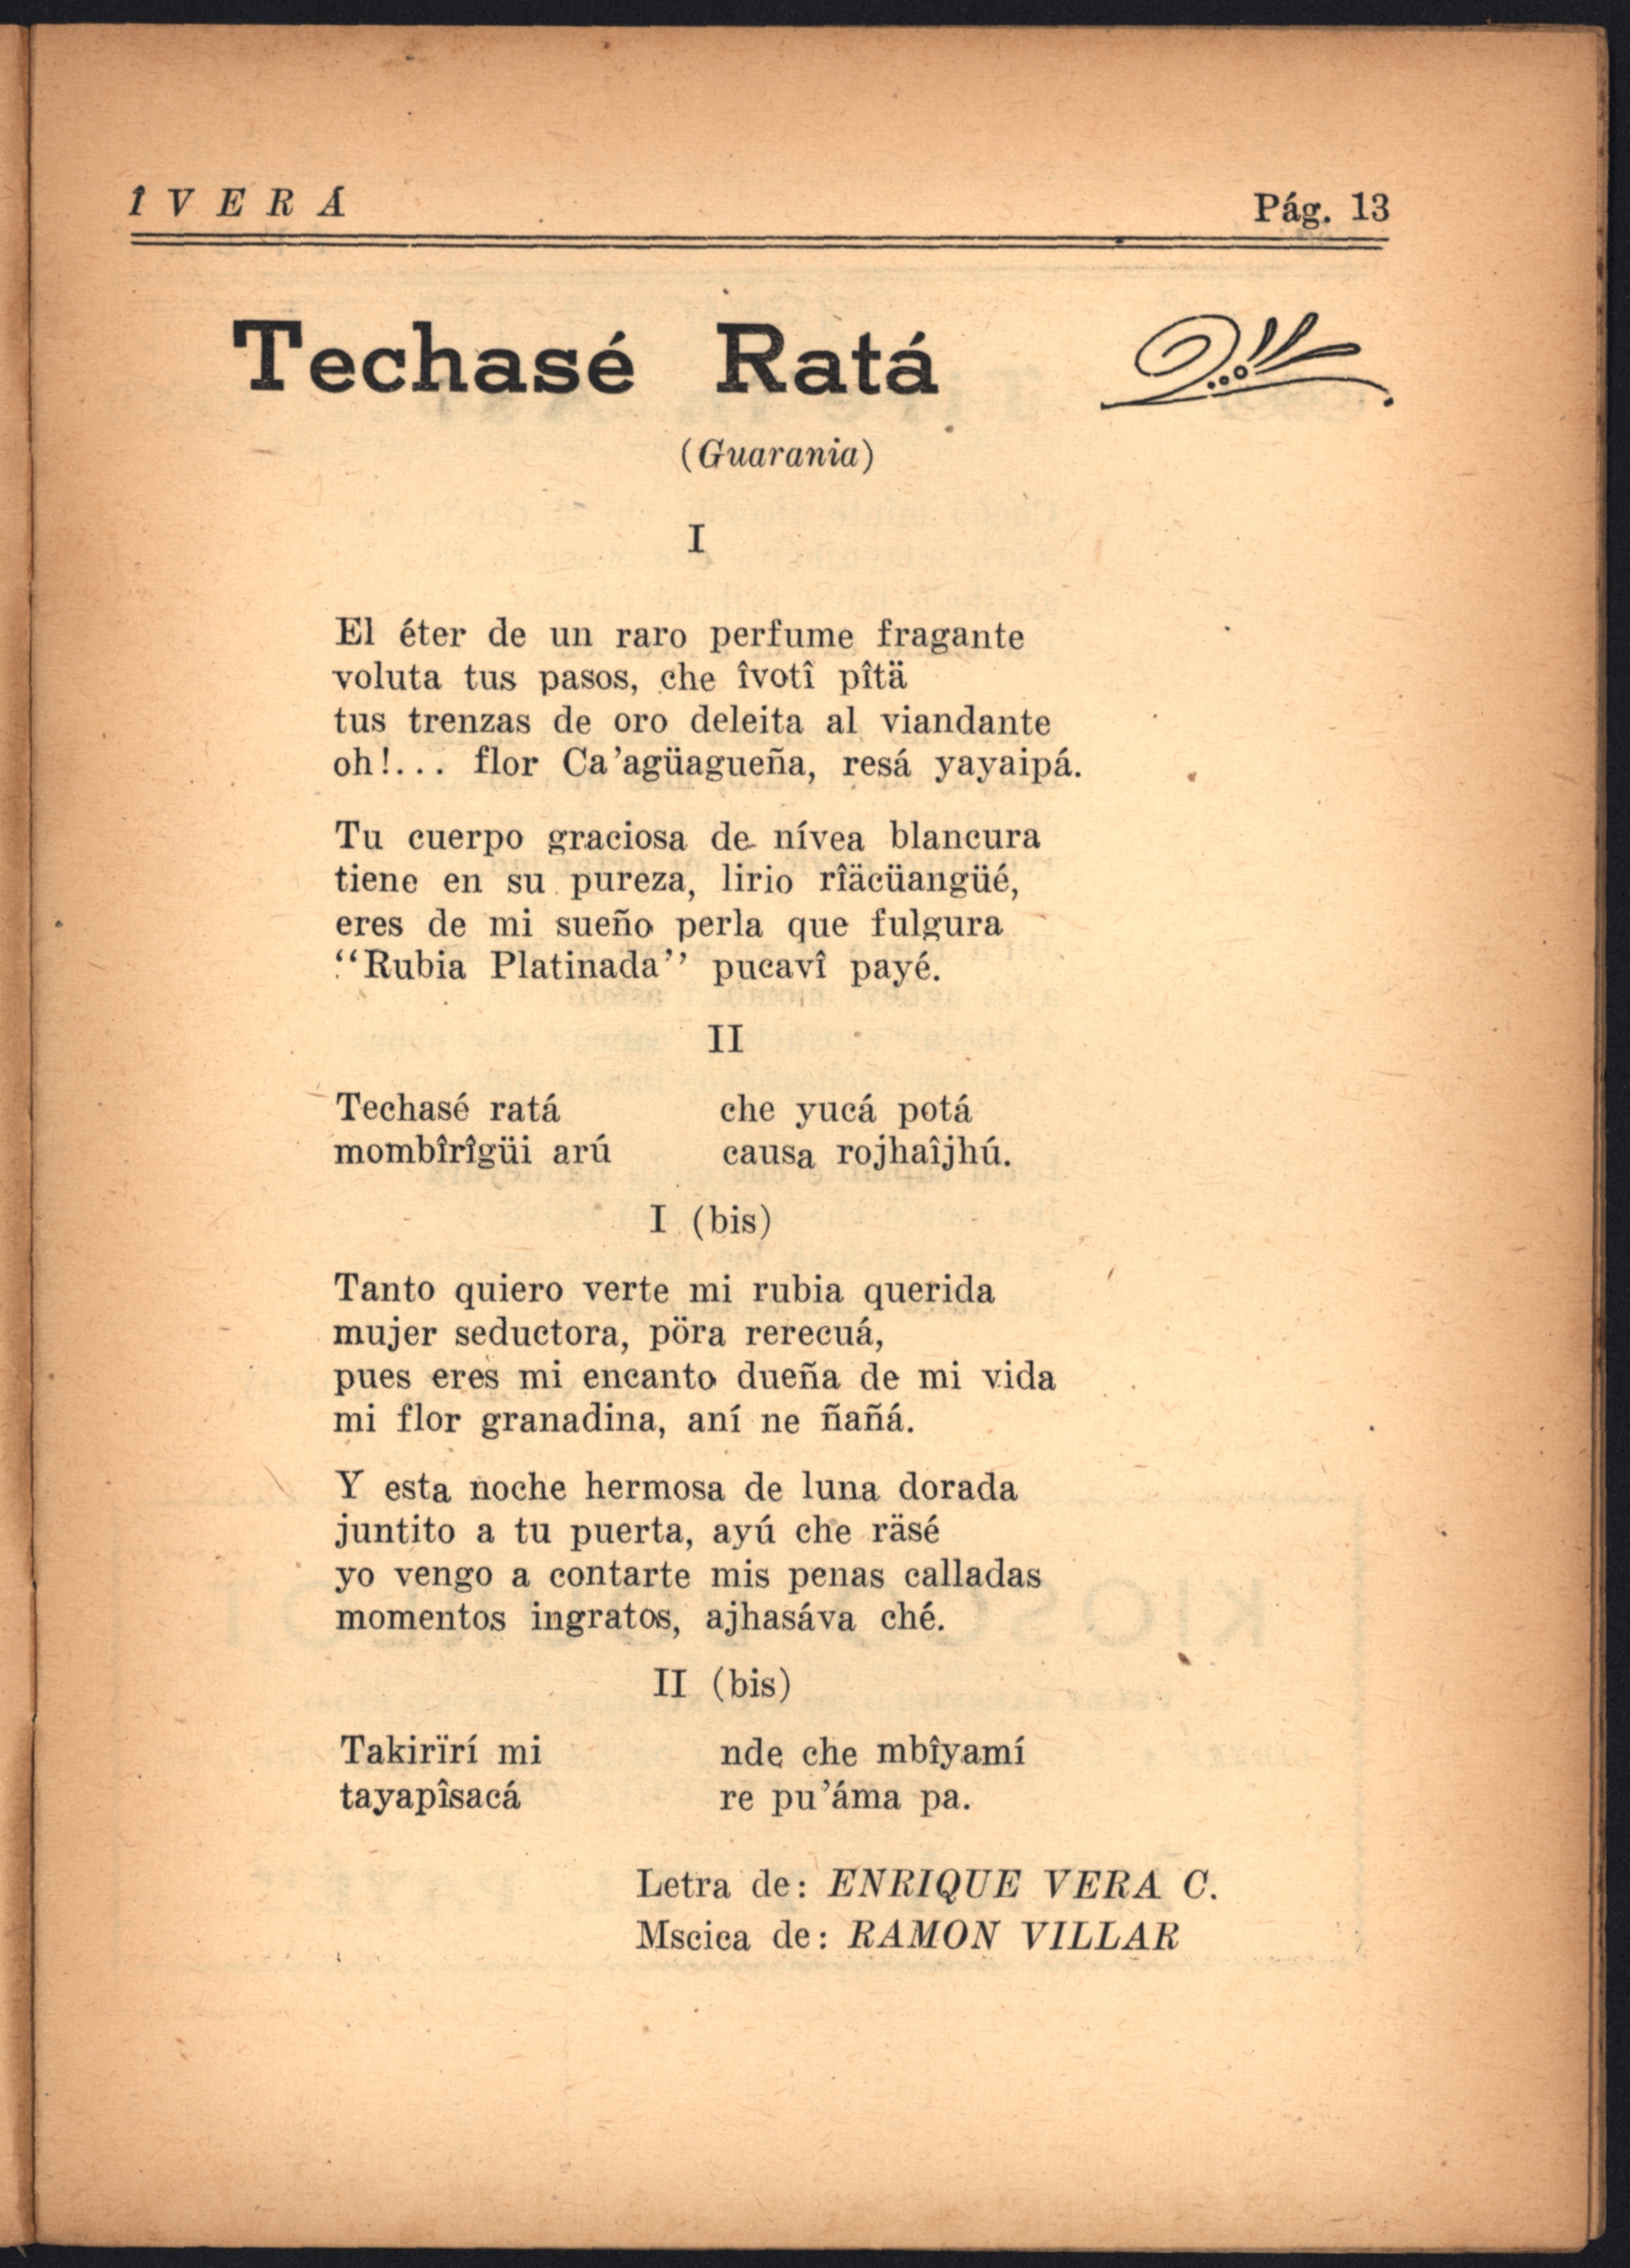 Î V E R Á
Pág. 13
Techasé Ratá
(Guarania)
I
El éter de un raro perfume fragante
voluta tus pasos, che îvotî pîtä
tus trenzas de oro deleita al viandante
oh!... flor Ca'agüagueña, resá yayaipá.
Tu cuerpo graciosa de nívea blancura
tiene en su pureza, lirio rîäcüangüé,
eres de mi sueño perla que fulgura
"Rubia Platinada" pucavî payé.
II
Techasé ratá che yucá potá
mombîrîgüi arú causa rojhaîjhú.
I (bis)
Tanto quiero verte mi rubia querida
mujer seductora, pöra rerecuá,
pues eres mi encanto dueña de mi vida
mi flor granadina, aní ne ñañá.
Y esta noche hermosa de luna dorada
juntito a tu puerta, ayú che räsé
yo vengo a contarte mis penas calladas
momentos ingratos, ajhasáva ché.
II (bis)
Takirïrí mi nde che mbîyamí
tayapîsacá re pu'áma pa.
Letra de: ENRIQUE VERA C.
Mscica de: RAMON VILLAR